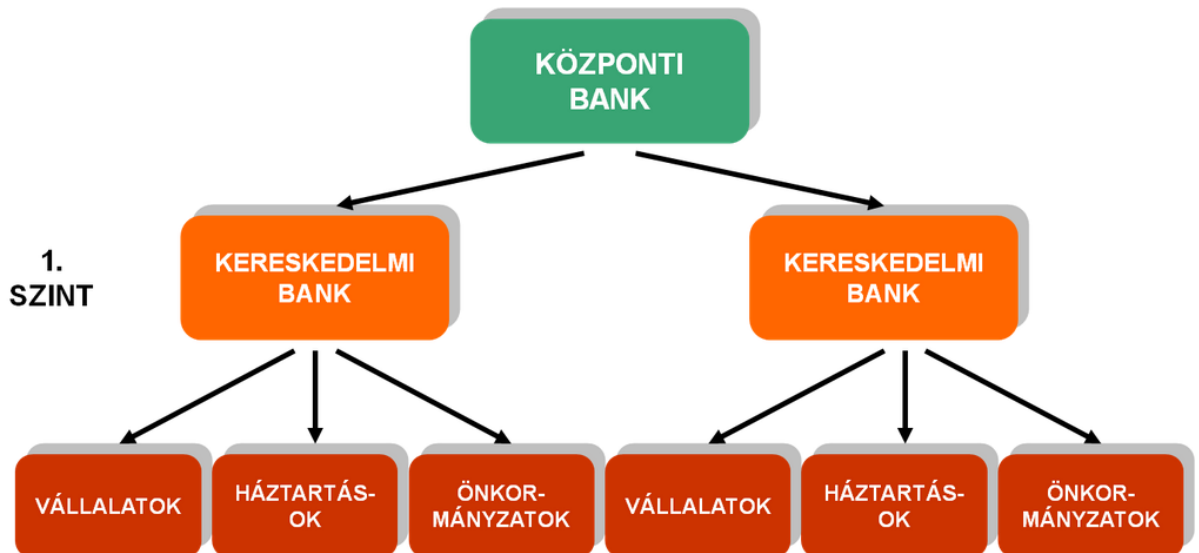 KÖZPONTI
BANK
1.
SZINT
KERESKEDELMI
BANK
KERESKEDELMI
BANK
VÁLLALATOK
HÁZTARTÁS-
OK
ÖNKOR-
MÁNYZATOK
VÁLLALATOK
HÁZTARTÁS-
OK
ÖNKOR-
MÁNYZATOK